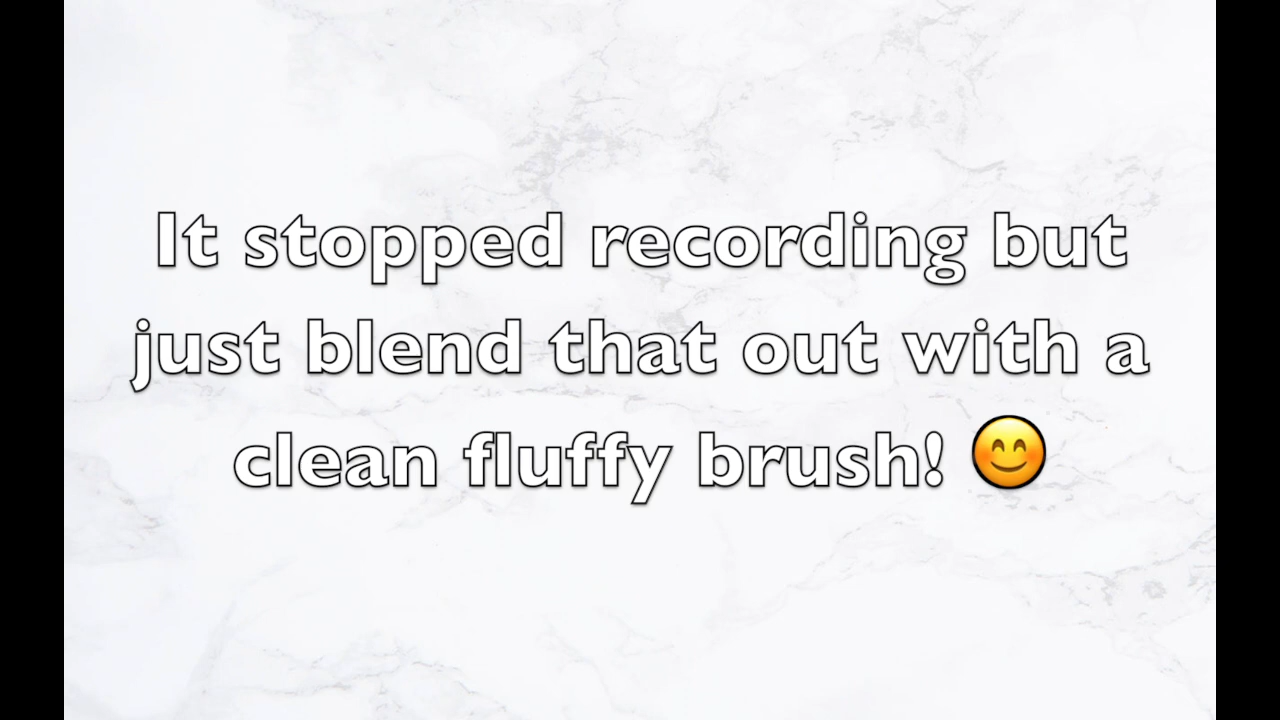 It stopped recording but
just blend that out with a
clean fluffy brush! 😊